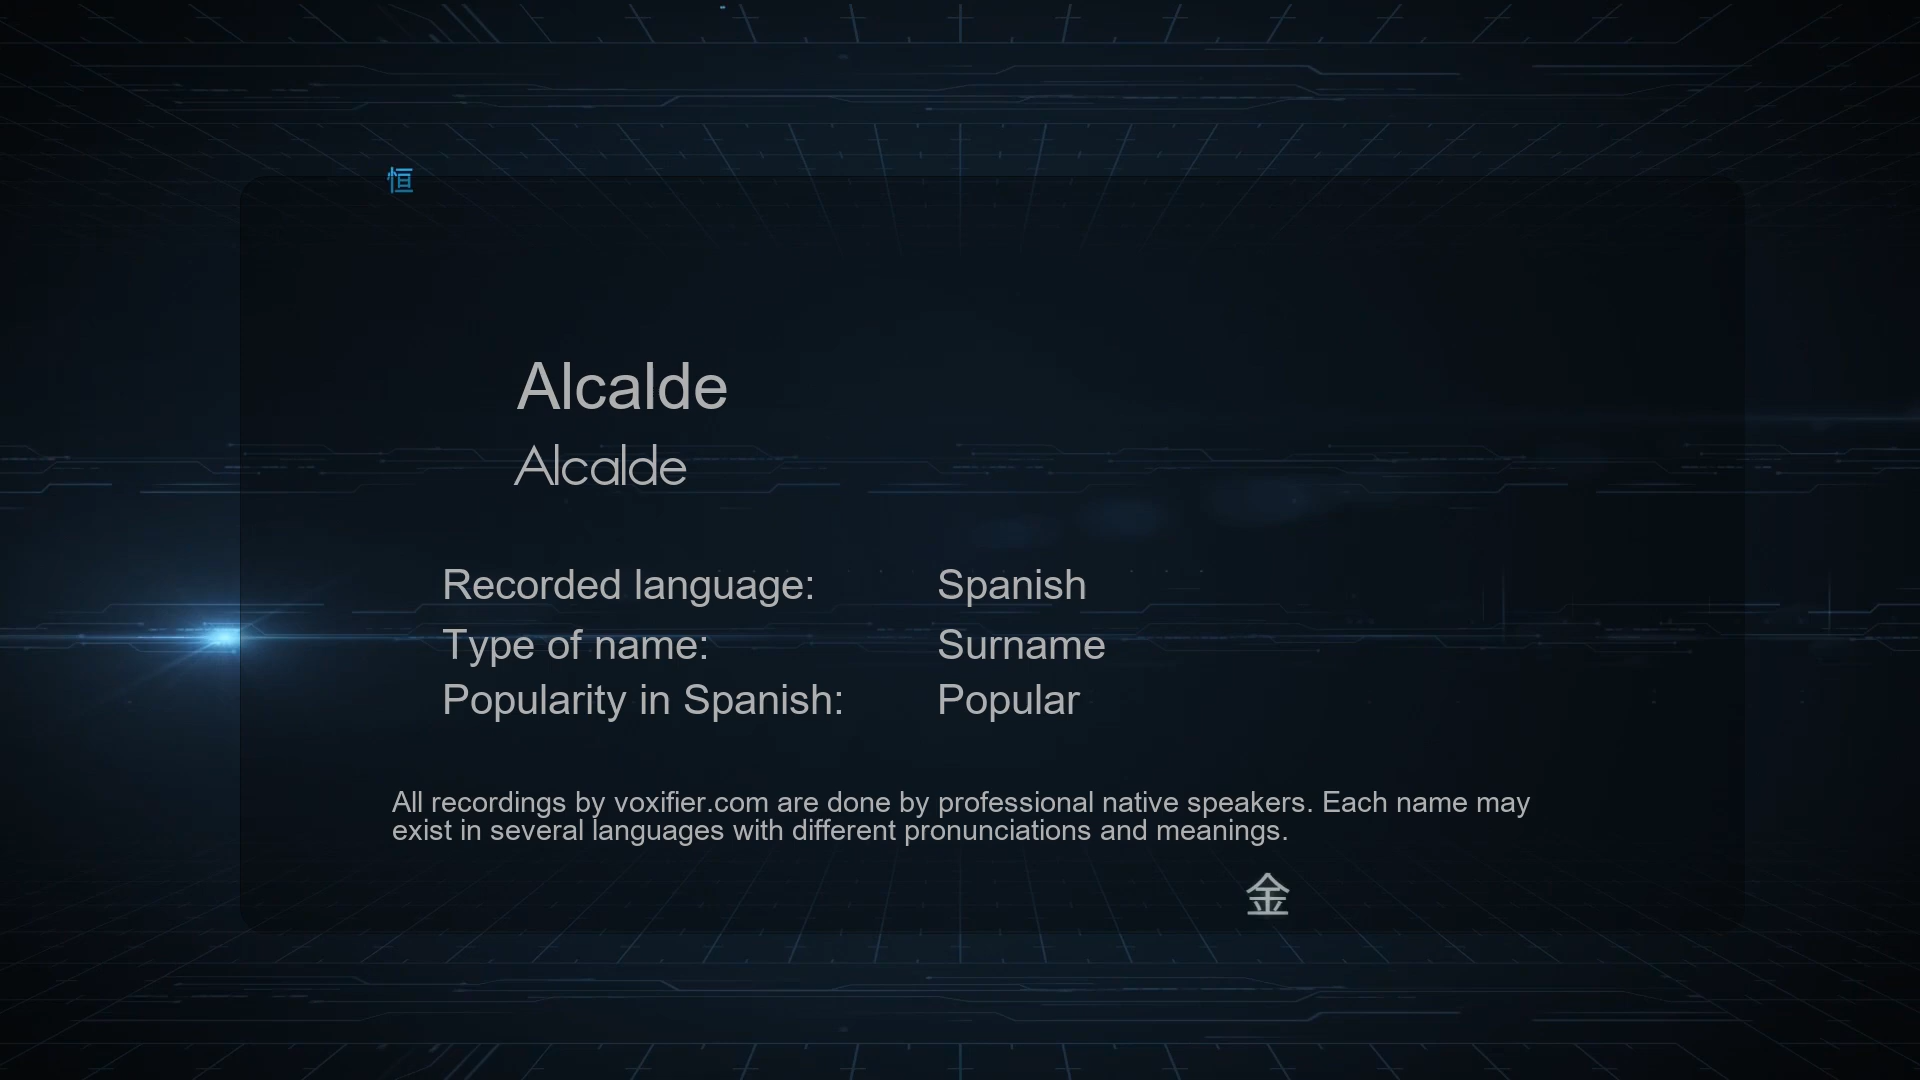 恒
Alcalde
Alcalde
Recorded language: Spanish
Type of name: Surname
Popularity in Spanish: Popular
All recordings by voxifier.com are done by professional native speakers. Each name may
exist in several languages with different pronunciations and meanings.
金